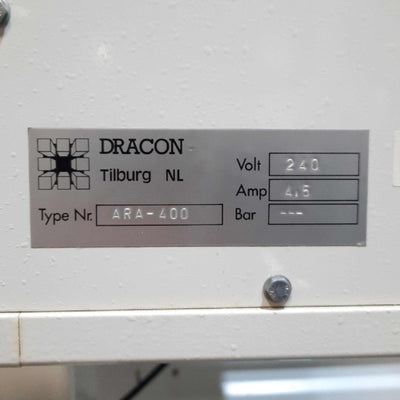 DRACON
Tilburg NL
Type Nr. ARA-400
Volt 240
Amp 4.5
Bar ---